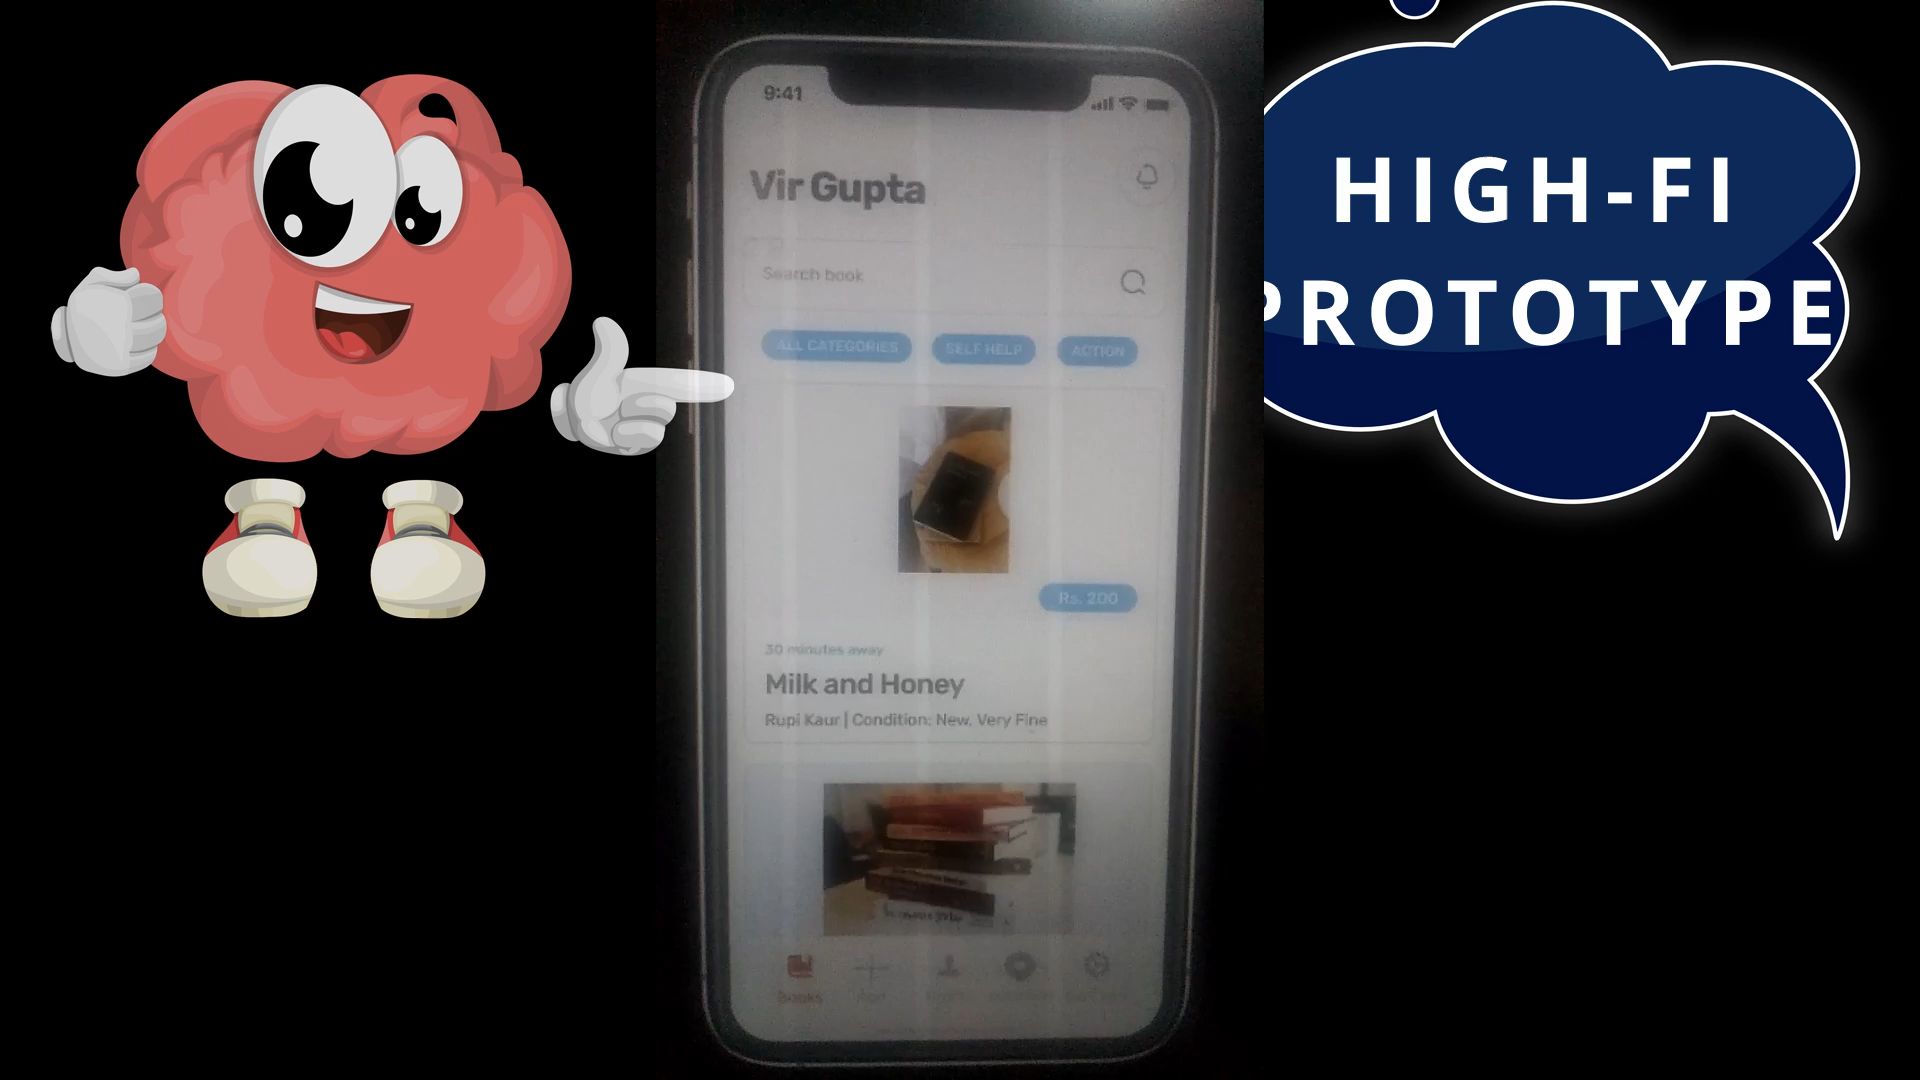 9:41
Vir Gupta
Search book
ALL CATEGORIES
SELF HELP
ACTION
Rs. 200
30 minutes away
Milk and Honey
Rupi Kaur | Condition: New, Very Fine
Books
HIGH-FI
PROTOTYPE